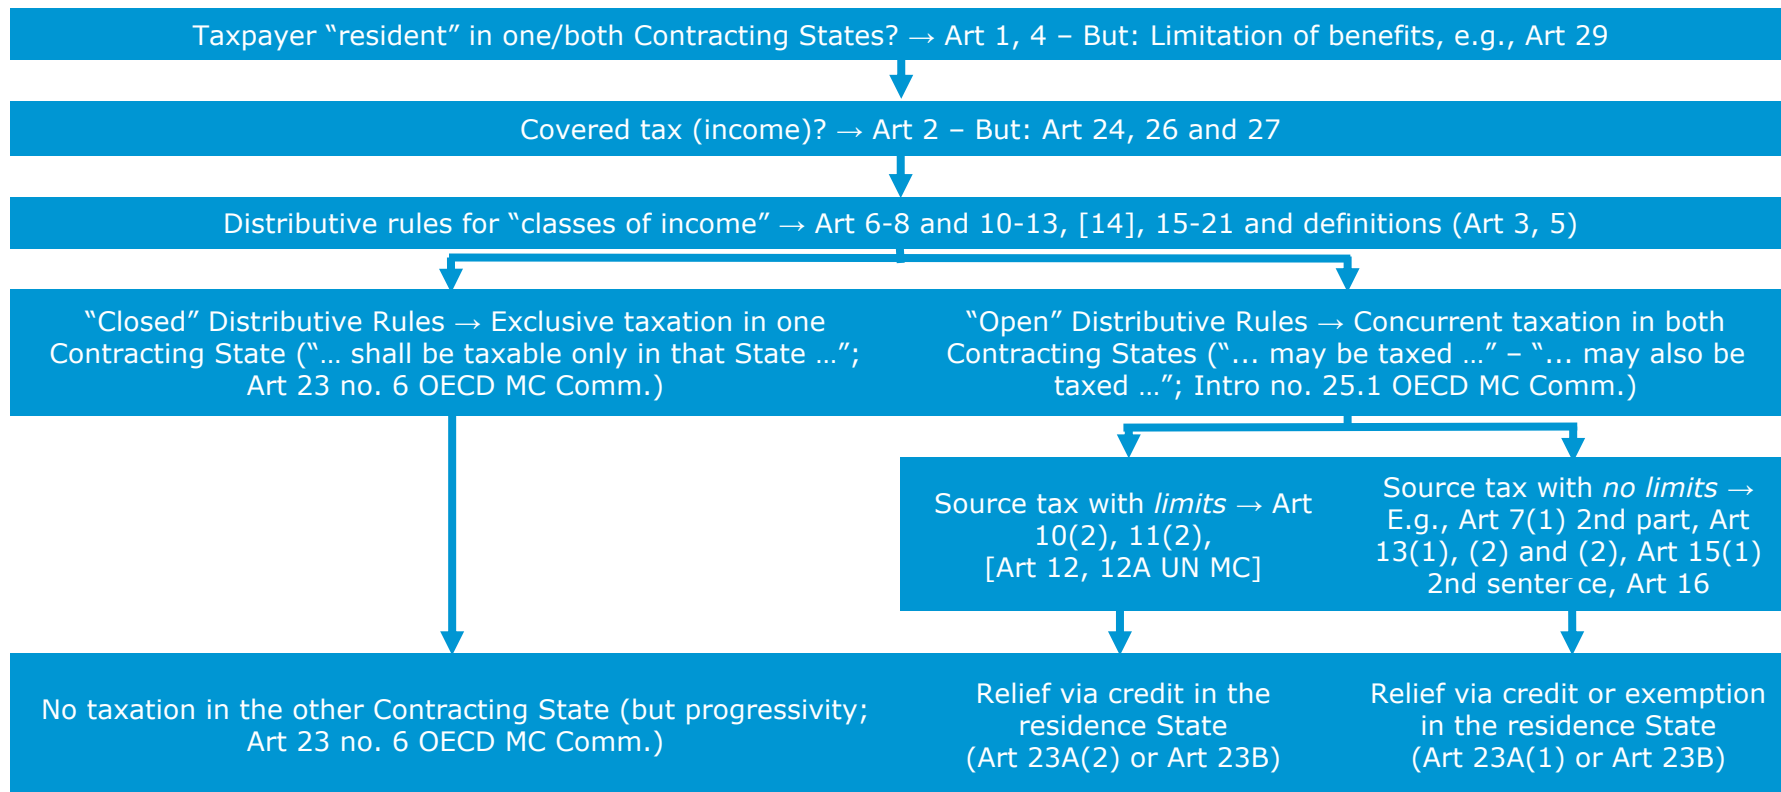 Taxpayer “resident” in one/both Contracting States? → Art 1, 4 – But: Limitation of benefits, e.g., Art 29
Covered tax (income)? → Art 2 – But: Art 24, 26 and 27
Distributive rules for “classes of income” → Art 6-8 and 10-13, [14], 15-21 and definitions (Art 3, 5)
“Closed” Distributive Rules → Exclusive taxation in one
Contracting State (“… shall be taxable only in that State …”;
Art 23 no. 6 OECD MC Comm.)
“Open” Distributive Rules → Concurrent taxation in both
Contracting States (“... may be taxed …” – “... may also be
taxed …”; Intro no. 25.1 OECD MC Comm.)
Source tax with limits → Art
10(2), 11(2),
[Art 12, 12A UN MC]
Source tax with no limits →
E.g., Art 7(1) 2nd part, Art
13(1), (2) and (2), Art 15(1)
2nd sentence, Art 16
No taxation in the other Contracting State (but progressivity;
Art 23 no. 6 OECD MC Comm.)
Relief via credit in the
residence State
(Art 23A(2) or Art 23B)
Relief via credit or exemption
in the residence State
(Art 23A(1) or Art 23B)